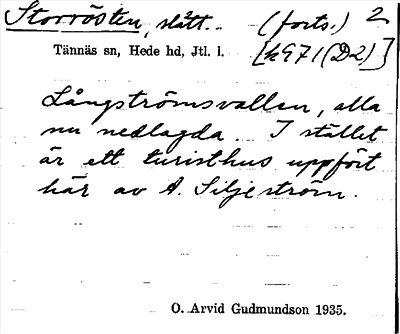 Storrösten, slått. (forts.) 2
Tännäs sn, Hede hd, Jtl. l. [k971(D2)]
Långströmsvallen, alla
nu nedlagda. I stället
är ett turisthus uppfört
här av A. Siljeström.
O. Arvid Gudmundson 1935.